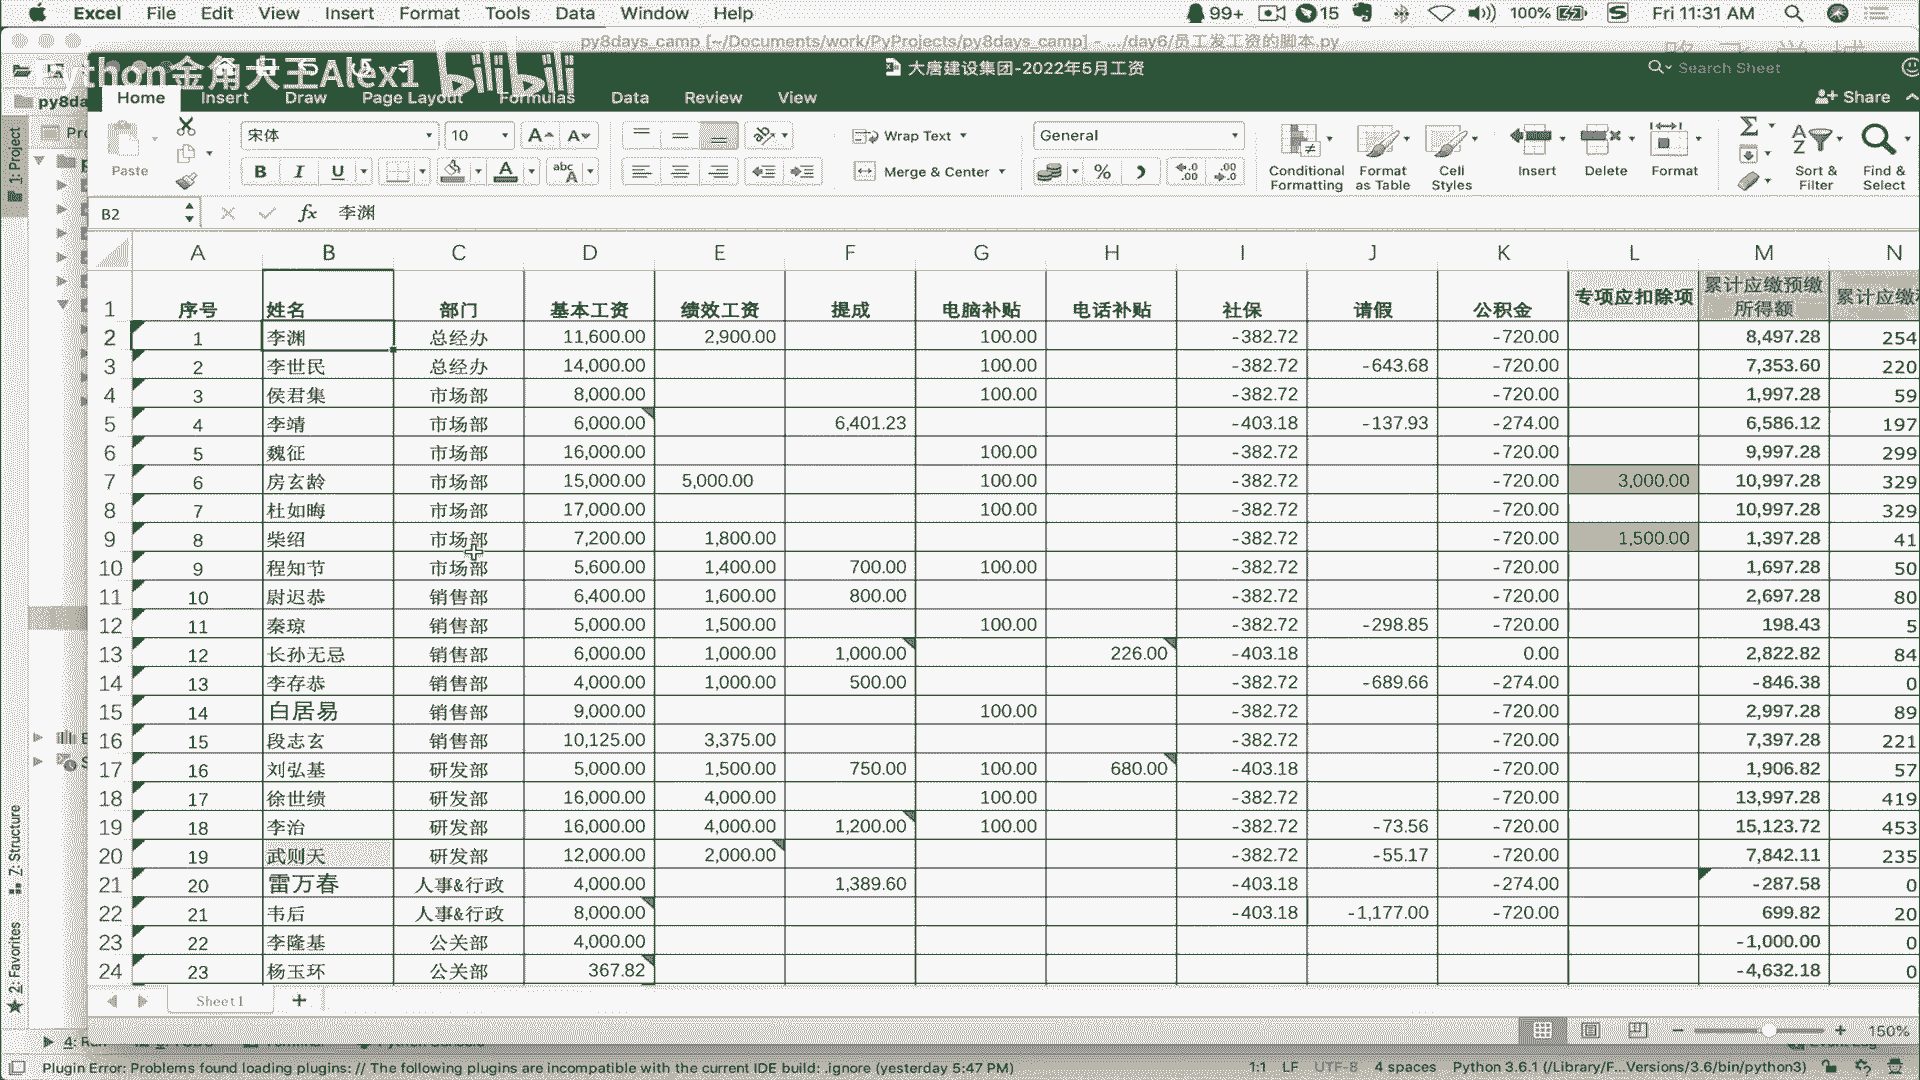 Excel File Edit View Insert Format Tools Data Window Help 99+ 15 100% Fri 11:31 AM
py8days_camp [~/Documents/work/PyProjects/py8days_camp] - .../day6/员工发工资的脚本.py
Python金角大王Alex1 bilibili 大唐建设集团-2022年5月工资 Search Sheet
Home Insert Draw Page Layout Formulas Data Review View Share
宋体 10 Wrap Text General
Paste B I U Merge & Center % Conditional Formatting Format as Table Cell Styles Insert Delete Format Sort & Filter Find & Select
B2 fx 李渊
A B C D E F G H I J K L M N
1 序号 姓名 部门 基本工资 绩效工资 提成 电脑补贴 电话补贴 社保 请假 公积金 专项应扣除项 累计应缴预缴所得额 累计应缴
2 1 李渊 总经办 11,600.00 2,900.00 100.00 -382.72 -720.00 8,497.28 254
3 2 李世民 总经办 14,000.00 100.00 -382.72 -643.68 -720.00 7,353.60 220
4 3 侯君集 市场部 8,000.00 100.00 -382.72 -720.00 1,997.28 59
5 4 李靖 市场部 6,000.00 6,401.23 -403.18 -137.93 -274.00 6,586.12 197
6 5 魏征 市场部 16,000.00 100.00 -382.72 -720.00 9,997.28 299
7 6 房玄龄 市场部 15,000.00 5,000.00 100.00 -382.72 -720.00 3,000.00 10,997.28 329
8 7 杜如晦 市场部 17,000.00 100.00 -382.72 -720.00 10,997.28 329
9 8 柴绍 市场部 7,200.00 1,800.00 -382.72 -720.00 1,500.00 1,397.28 41
10 9 程知节 市场部 5,600.00 1,400.00 700.00 100.00 -382.72 -720.00 1,697.28 50
11 10 尉迟恭 销售部 6,400.00 1,600.00 800.00 -382.72 -720.00 2,697.28 80
12 11 秦琼 销售部 5,000.00 1,500.00 100.00 -382.72 -298.85 -720.00 198.43 5
13 12 长孙无忌 销售部 6,000.00 1,000.00 1,000.00 226.00 -403.18 0.00 2,822.82 84
14 13 李存恭 销售部 4,000.00 1,000.00 500.00 -382.72 -689.66 -274.00 -846.38 0
15 14 白居易 销售部 9,000.00 100.00 -382.72 -720.00 2,997.28 89
16 15 段志玄 销售部 10,125.00 3,375.00 -382.72 -720.00 7,397.28 221
17 16 刘弘基 研发部 5,000.00 1,500.00 750.00 100.00 680.00 -403.18 -720.00 1,906.82 57
18 17 徐世绩 研发部 16,000.00 4,000.00 100.00 -382.72 -720.00 13,997.28 419
19 18 李治 研发部 16,000.00 4,000.00 1,200.00 100.00 -382.72 -73.56 -720.00 15,123.72 453
20 19 武则天 研发部 12,000.00 2,000.00 -382.72 -55.17 -720.00 7,842.11 235
21 20 雷万春 人事&行政 4,000.00 1,389.60 -403.18 -274.00 -287.58 0
22 21 韦后 人事&行政 8,000.00 -403.18 -1,177.00 -720.00 699.82 20
23 22 李隆基 公关部 4,000.00 -1,000.00 0
24 23 杨玉环 公关部 367.82 -4,632.18 0
Sheet1 +
150%
1: Project
7: Structure
2: Favorites
Plugin Error: Problems found loading plugins: // The following plugins are incompatible with the current IDE build: .ignore (yesterday 5:47 PM) 1:1 LF UTF-8 4 spaces Python 3.6.1 (/Library/F...Versions/3.6/bin/python3)